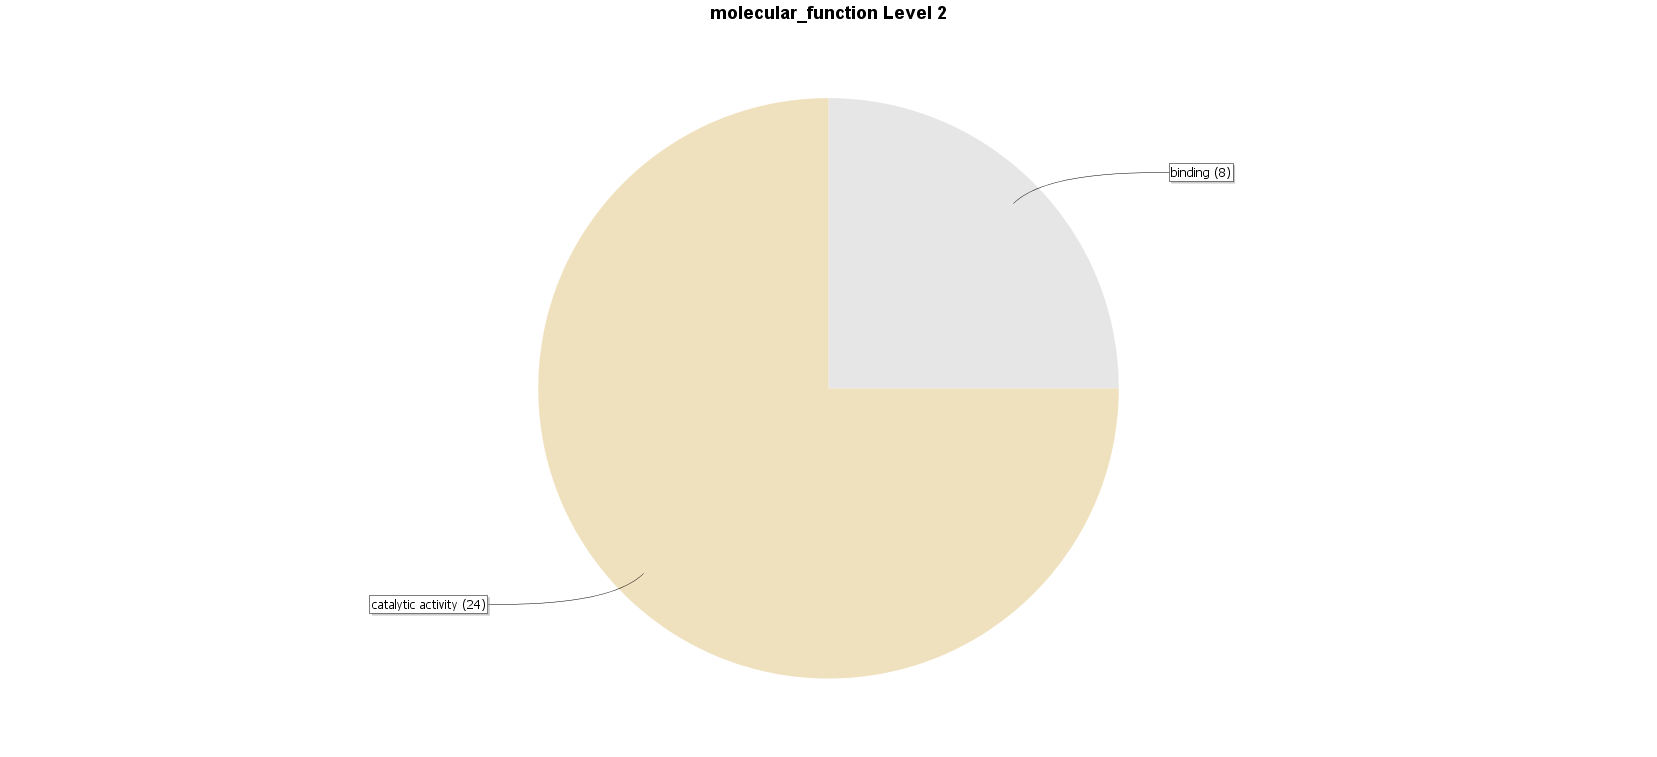 molecular_function Level 2
binding (8)
catalytic activity (24)